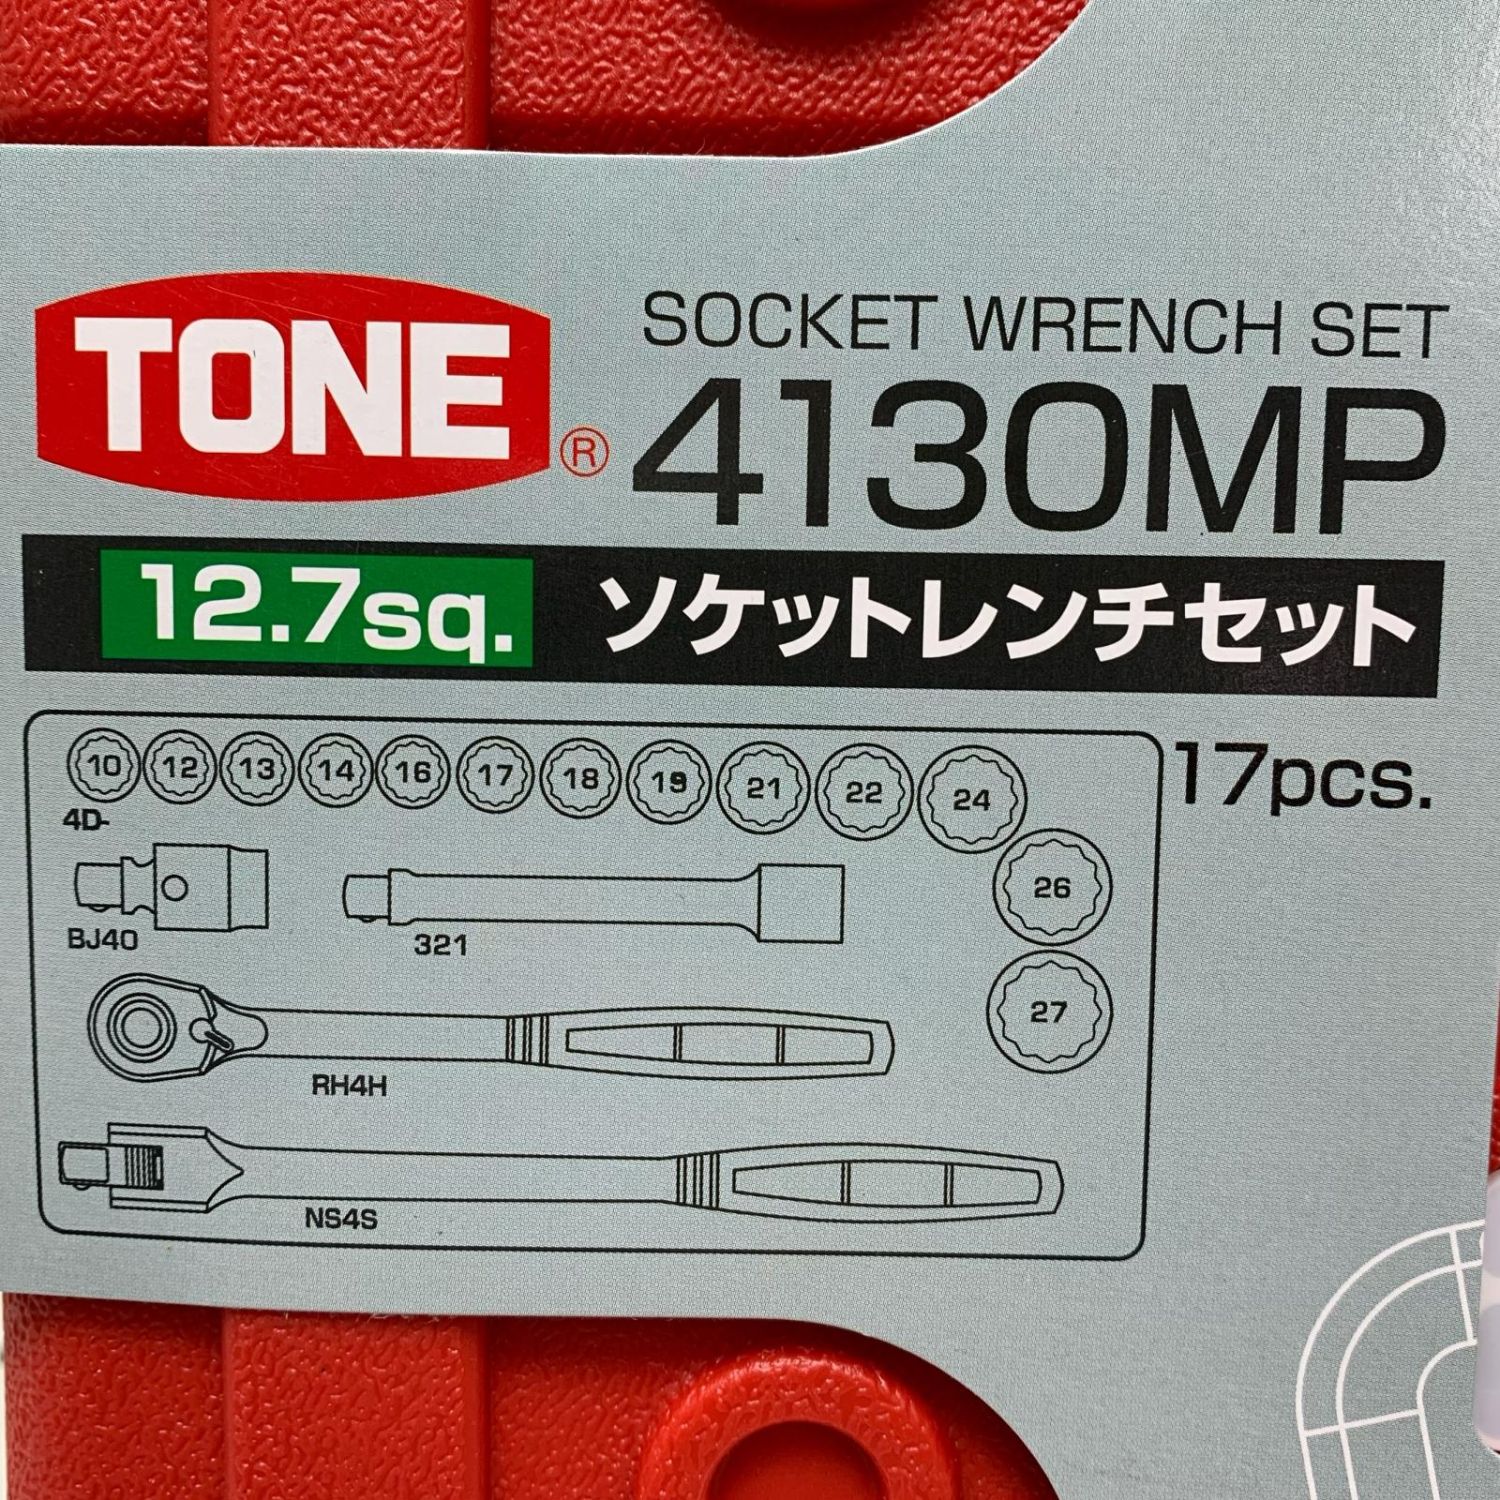 TONE®
SOCKET WRENCH SET
4130MP
12.7sq. ソケットレンチセット
17pcs.
10 12 13 14 16 17 18 19 21 22 24
4D-
26
BJ40
321
27
RH4H
NS4S